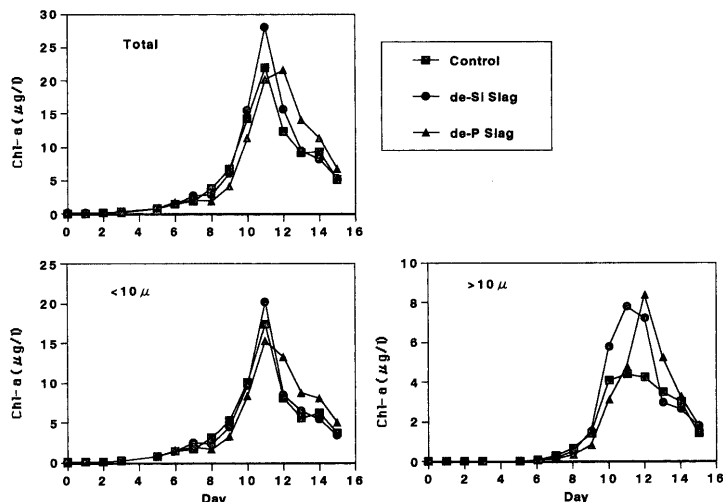 30
25
20
15
10
5
0
Chl-a (μg/l)
Total
0 2 4 6 8 10 12 14 16
Control
de-Si Slag
de-P Slag
25
20
15
10
5
0
Chl-a (μg/l)
<10 μ
0 2 4 6 8 10 12 14 16
Day
10
8
6
4
2
0
Chl-a (μg/l)
>10 μ
0 2 4 6 8 10 12 14 16
Day